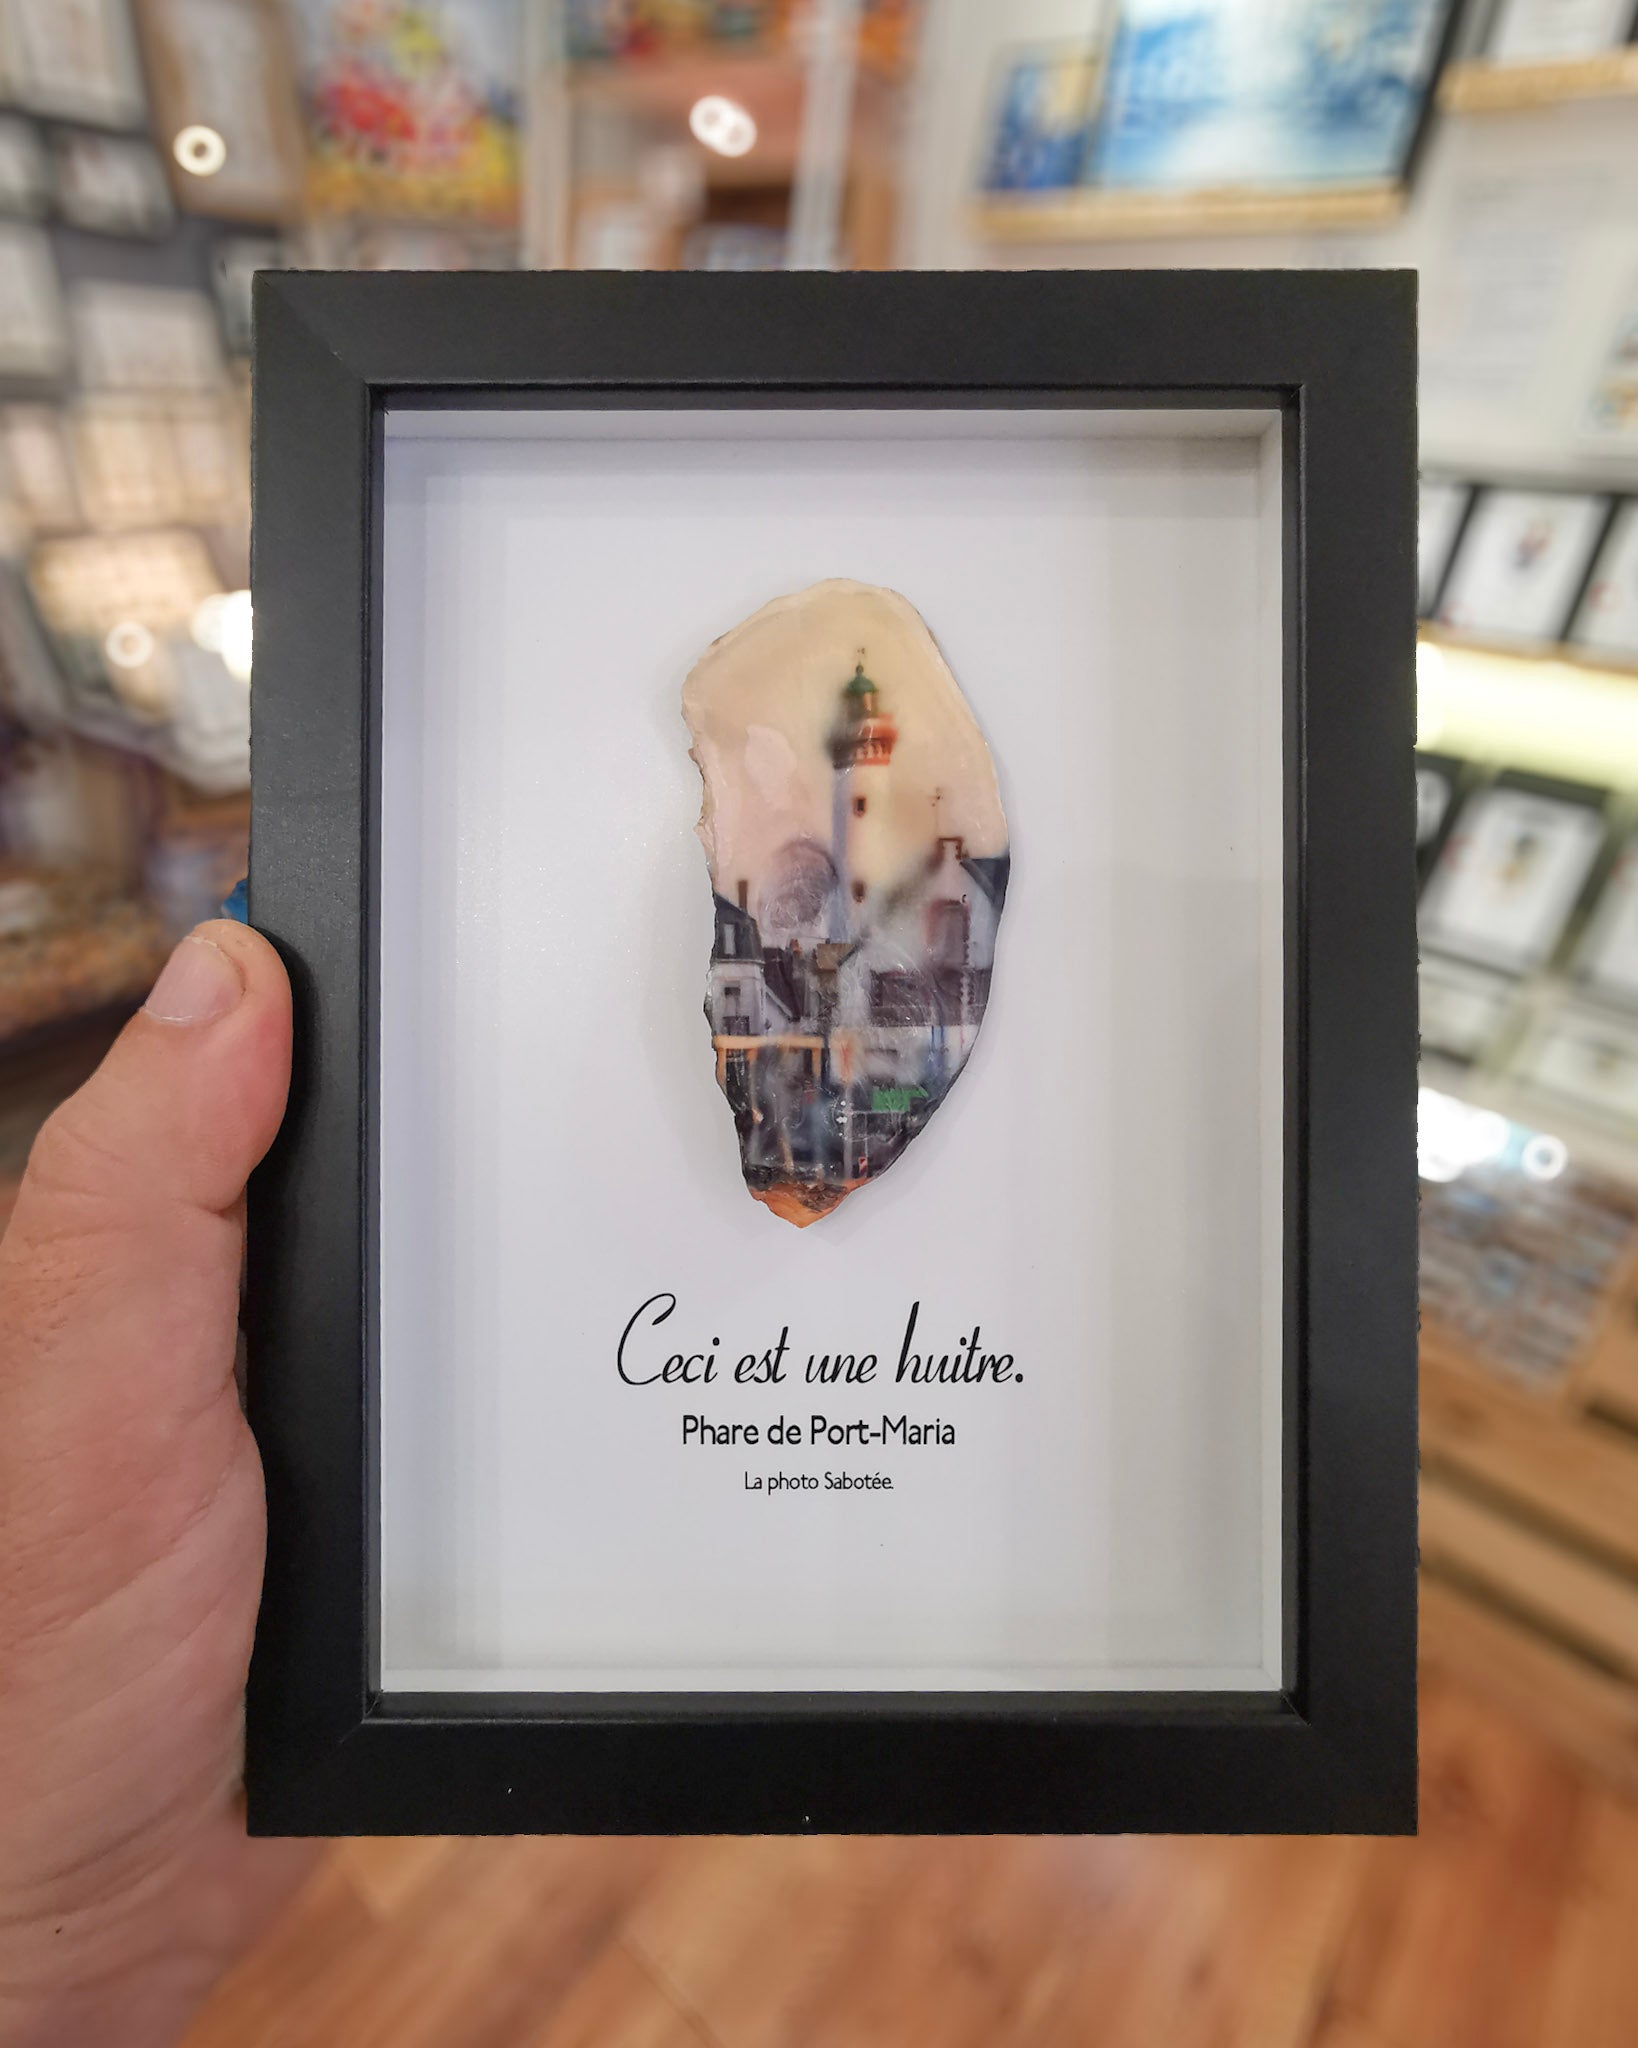 Ceci est une huitre.
Phare de Port-Maria
La photo Sabotée.